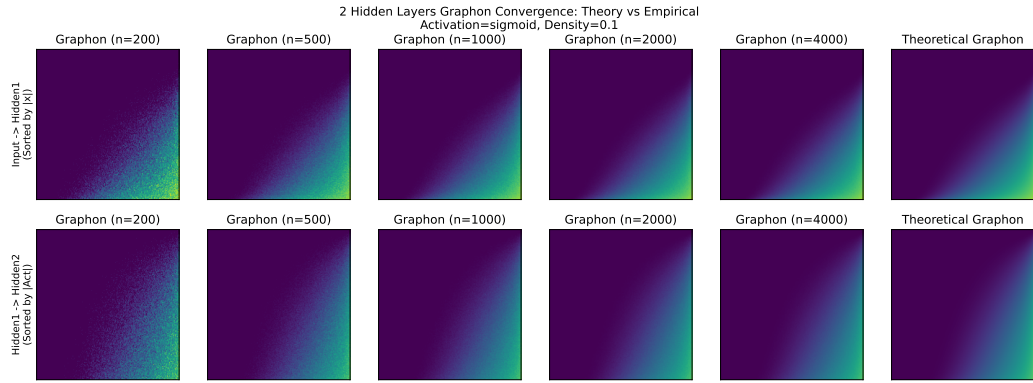 2 Hidden Layers Graphon Convergence: Theory vs Empirical
Activation=sigmoid, Density=0.1
Graphon (n=200) Graphon (n=500) Graphon (n=1000) Graphon (n=2000) Graphon (n=4000) Theoretical Graphon
Input -> Hidden1
(Sorted by |x|)
Graphon (n=200) Graphon (n=500) Graphon (n=1000) Graphon (n=2000) Graphon (n=4000) Theoretical Graphon
Hidden1 -> Hidden2
(Sorted by |Act|)